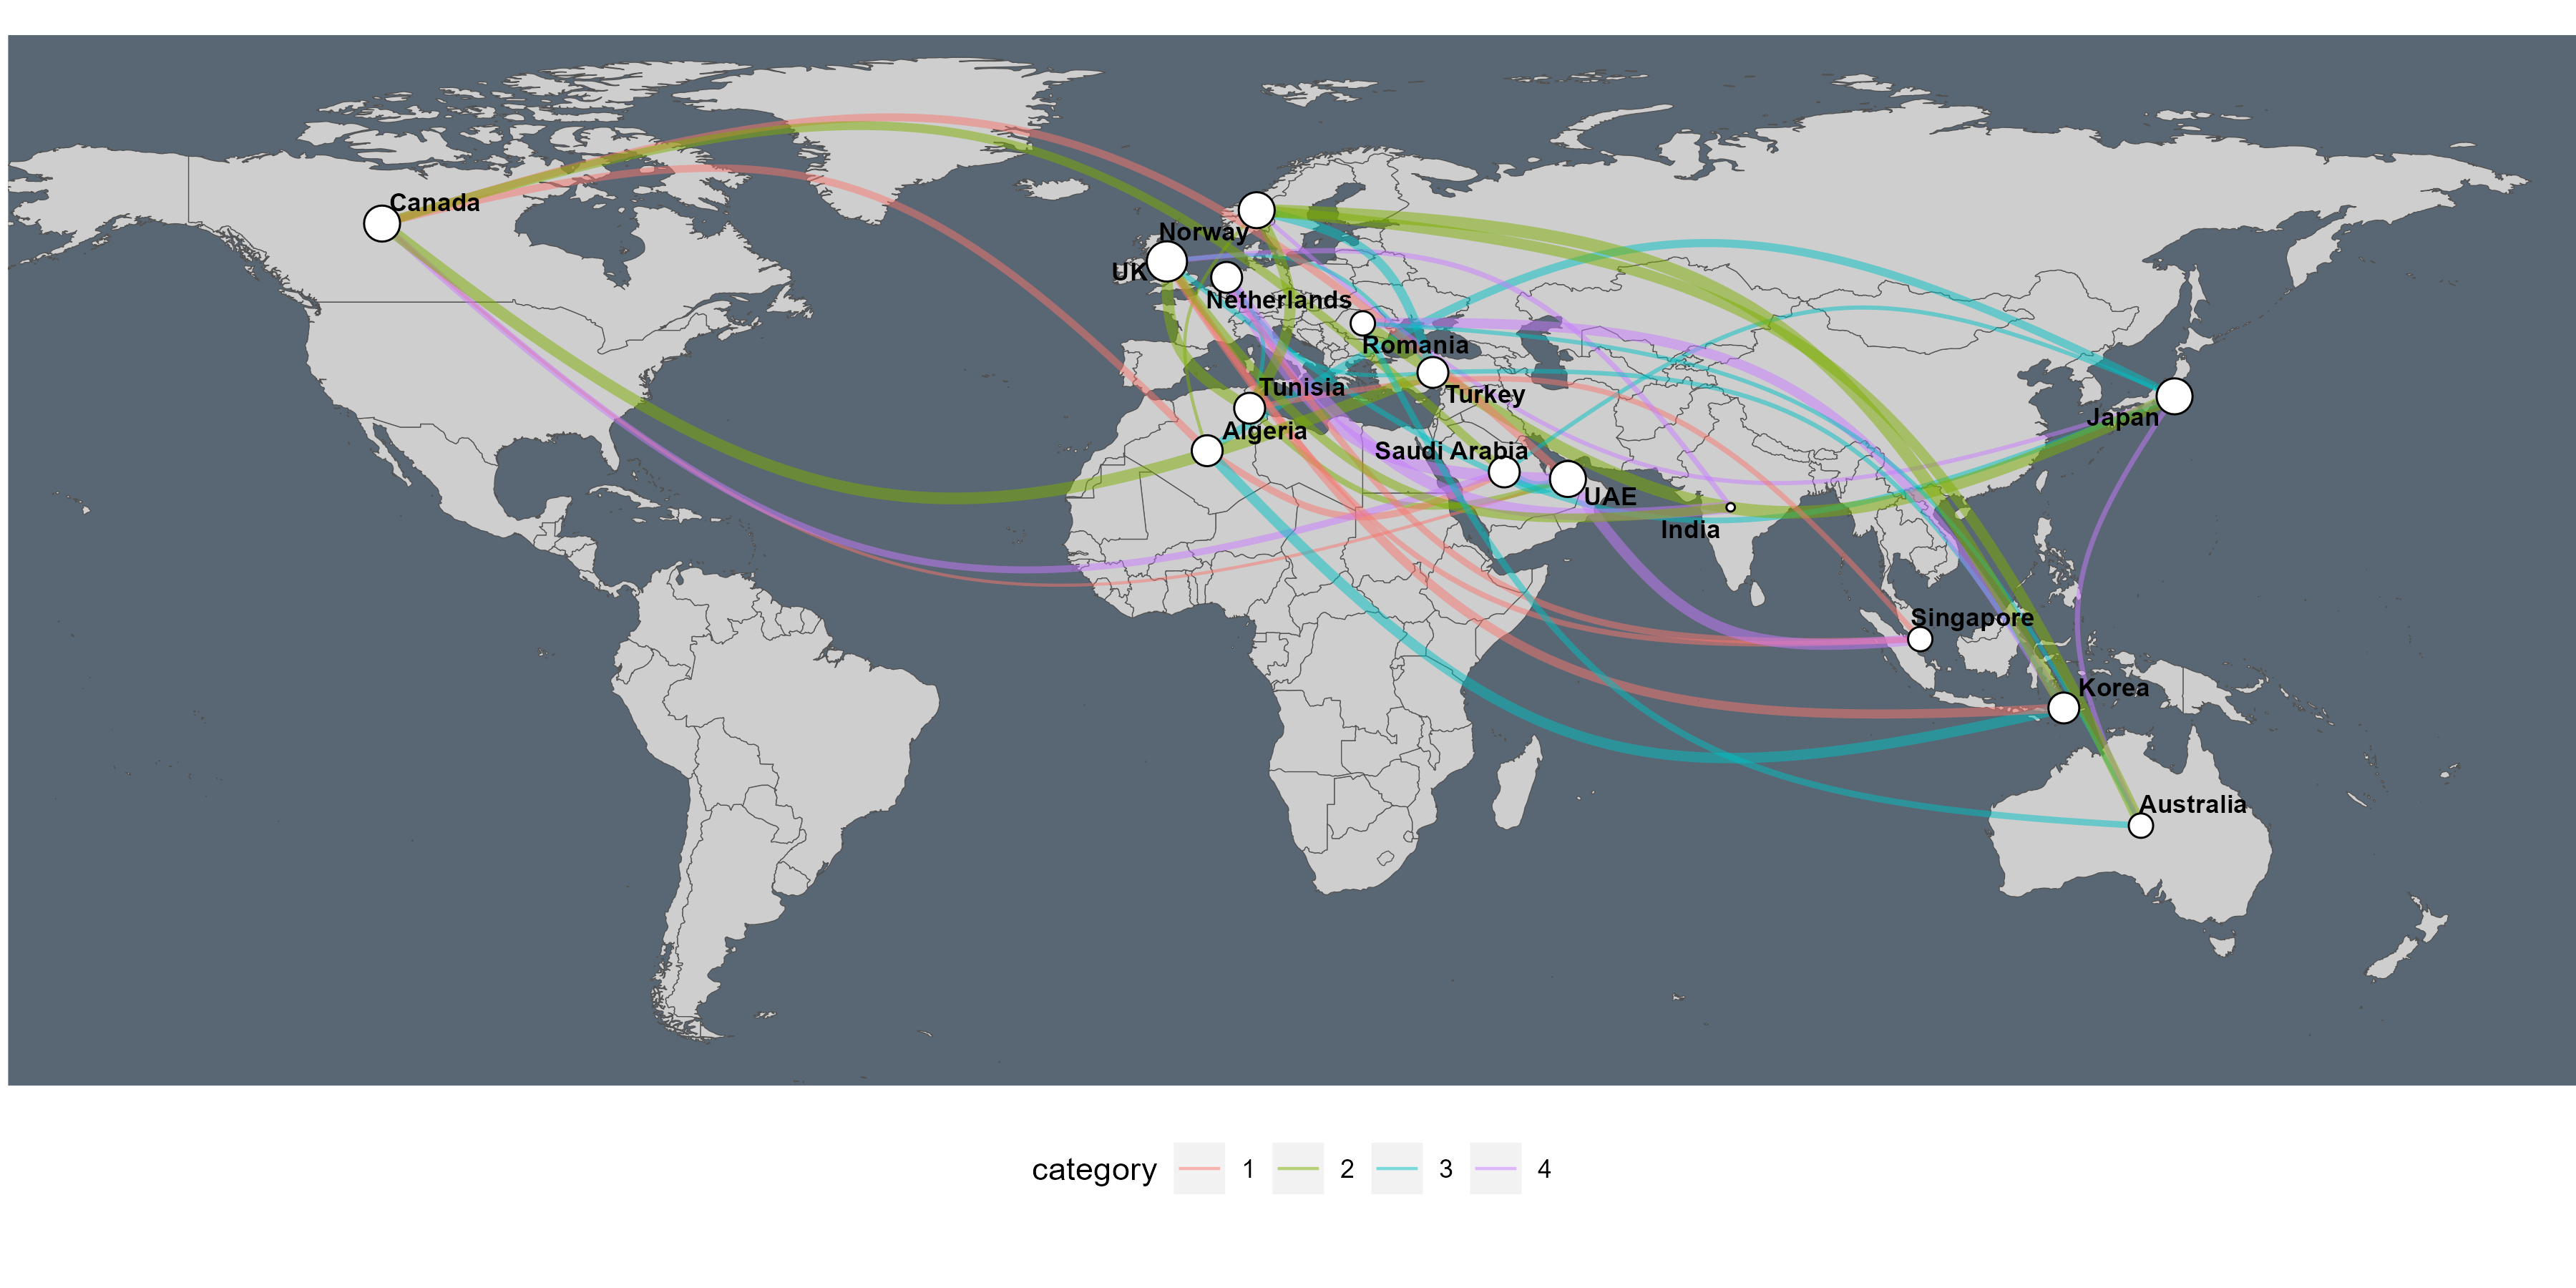 Canada
Norway
UK
Netherlands
Romania
Tunisia
Turkey
Japan
Algeria
Saudi Arabia
UAE
India
Singapore
Korea
Australia
category 1 2 3 4